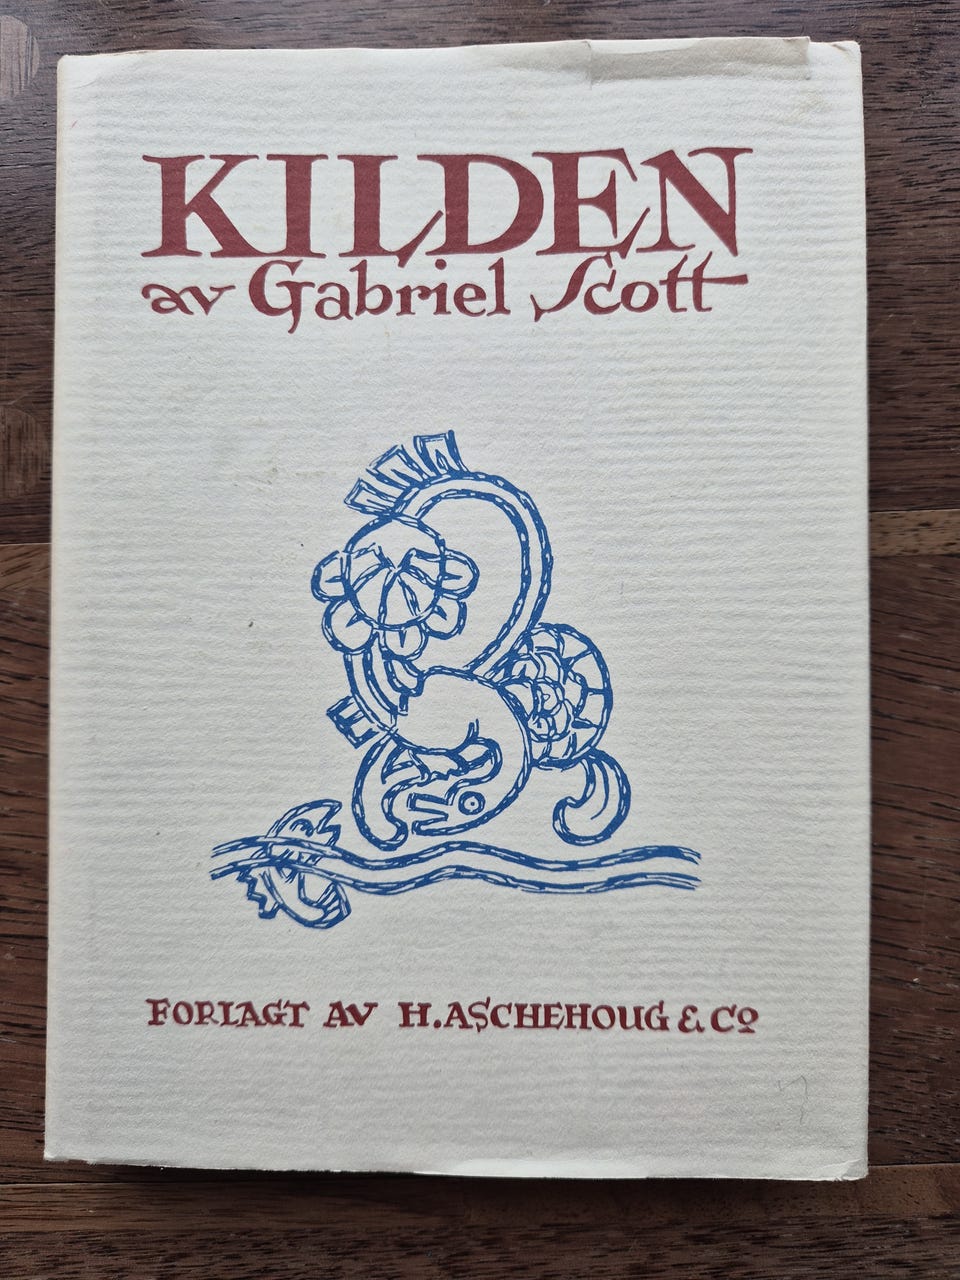 KILDEN
av Gabriel Scott
FORLAGT AV H. ASCHEHOUG & Co